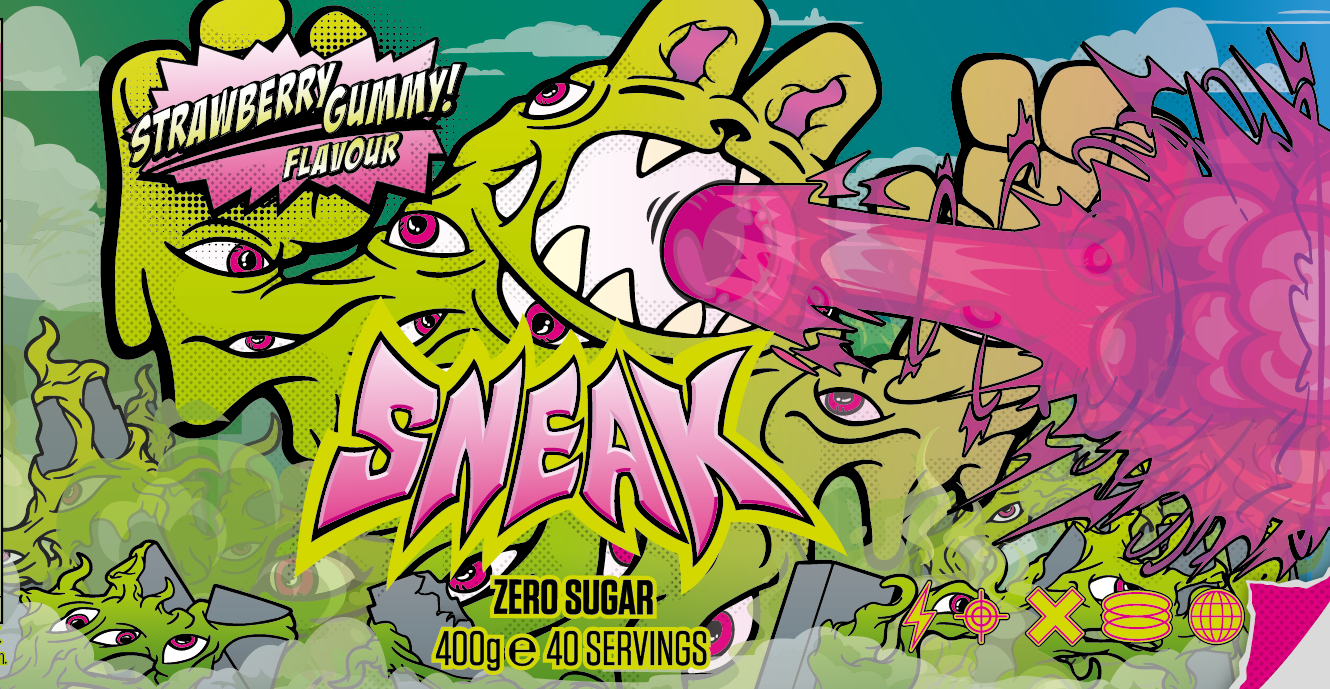 STRAWBERRY
GUMMY!
FLAVOUR
SNEAK
ZERO SUGAR
400g ℮ 40 SERVINGS